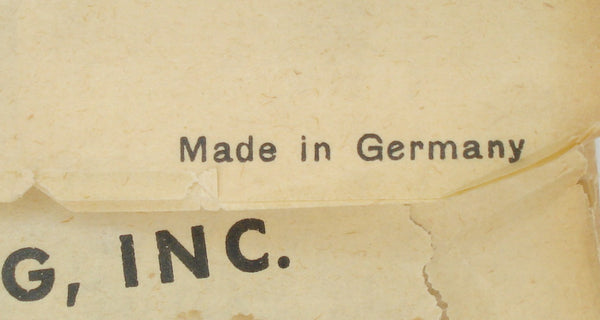 Made in Germany
G, INC.